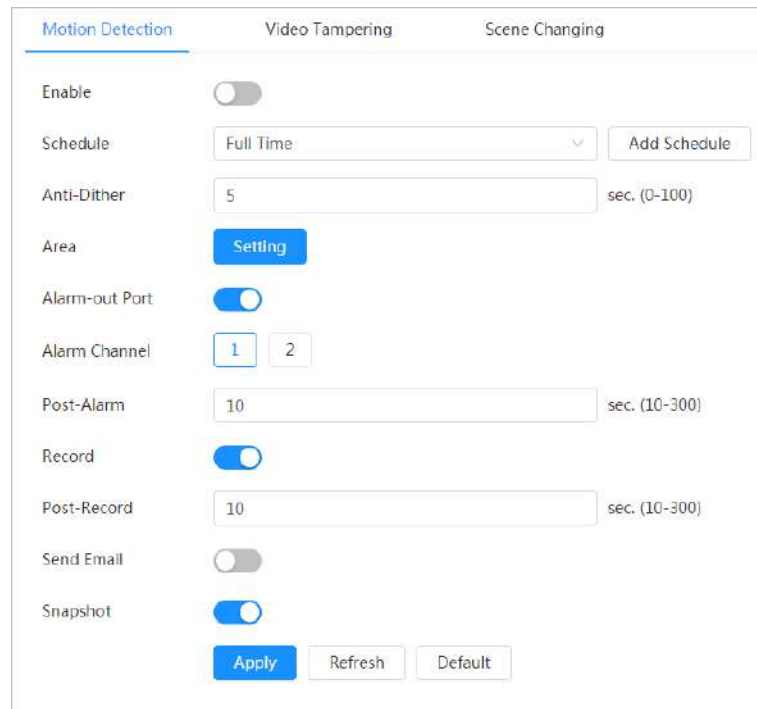 Motion Detection Video Tampering Scene Changing
Enable
Schedule Full Time Add Schedule
Anti-Dither 5 sec. (0-100)
Area Setting
Alarm-out Port
Alarm Channel 1 2
Post-Alarm 10 sec. (10-300)
Record
Post-Record 10 sec. (10-300)
Send Email
Snapshot
Apply Refresh Default